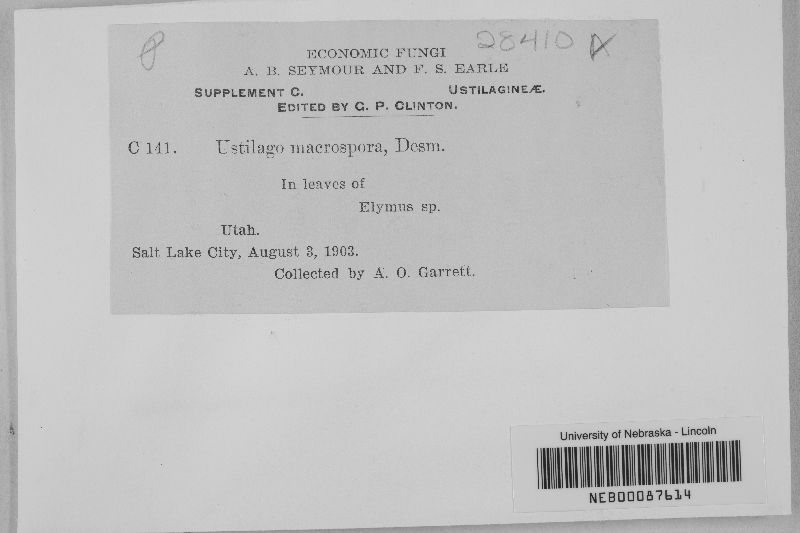 8 28410
ECONOMIC FUNGI
A. B. SEYMOUR AND F. S. EARLE
SUPPLEMENT C. USTILAGINEÆ.
EDITED BY G. P. CLINTON.
C 141. Ustilago macrospora, Desm.
In leaves of
Elymus sp.
Utah.
Salt Lake City, August 3, 1903.
Collected by A. O. Garrett.
University of Nebraska - Lincoln
NEB00087614